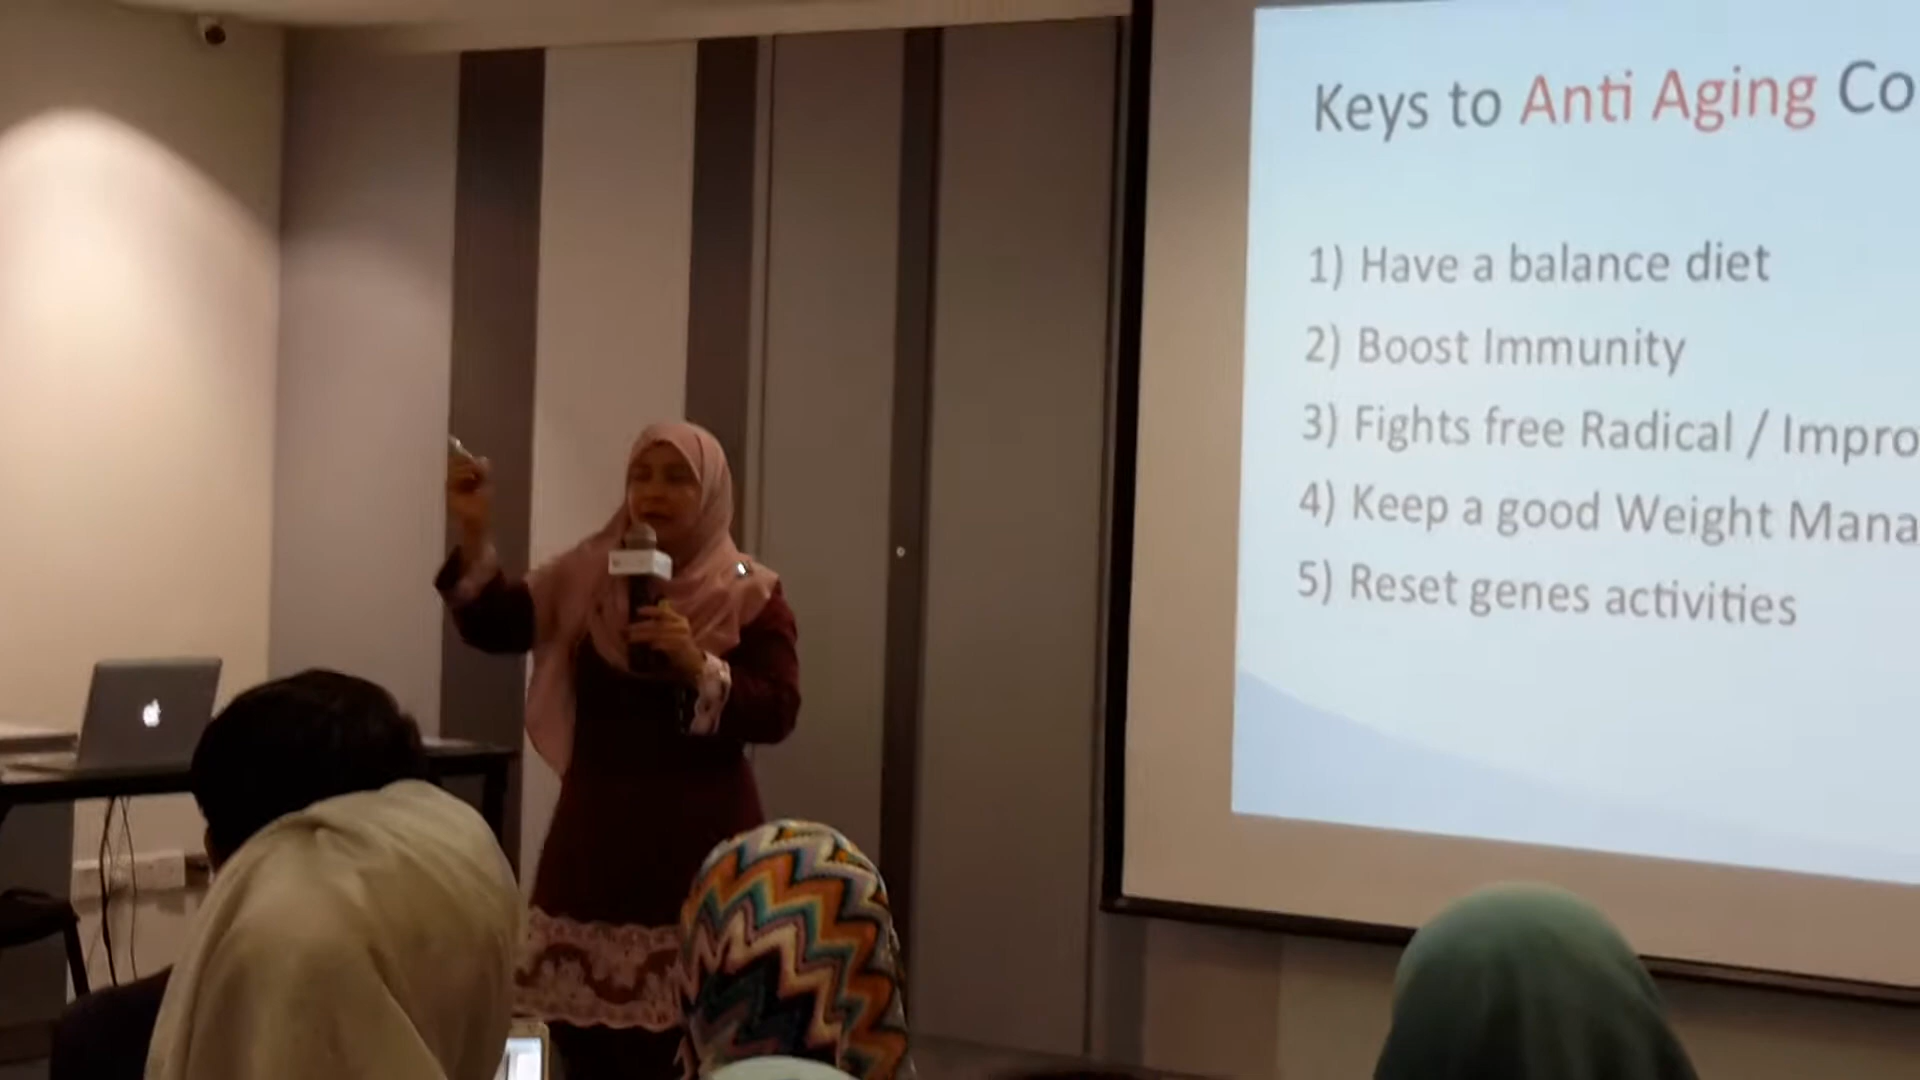 Keys to Anti Aging Co
1) Have a balance diet
2) Boost Immunity
3) Fights free Radical / Impro
4) Keep a good Weight Mana
5) Reset genes activities